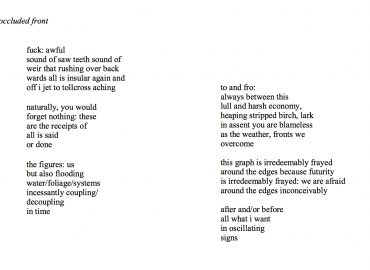 occluded front
fuck: awful
sound of saw teeth sound of
weir that rushing over back
wards all is insular again and
off i jet to tollcross aching
naturally, you would
forget nothing: these
are the receipts of
all is said
or done
the figures: us
but also flooding
water/foliage/systems
incessantly coupling/
decoupling
in time
to and fro:
always between this
lull and harsh economy,
heaping stripped birch, lark
in assent you are blameless
as the weather, fronts we
overcome
this graph is irredeemably frayed
around the edges because futurity
is irredeemably frayed: we are afraid
around the edges inconceivably
after and/or before
all what i want
in oscillating
signs